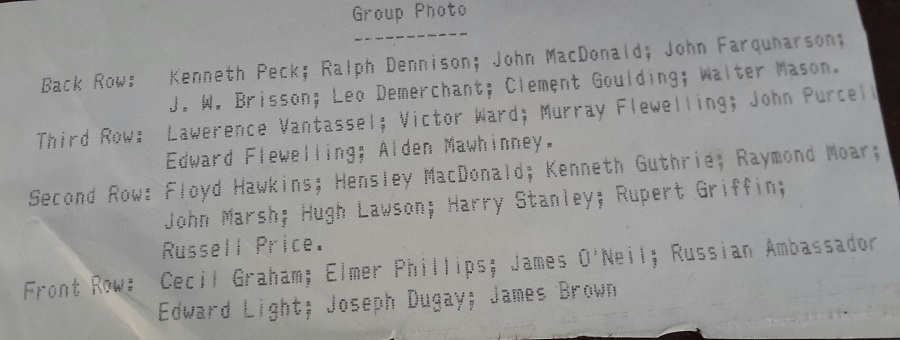 Group Photo
-----------
Back Row: Kenneth Peck; Ralph Dennison; John MacDonald; John Farquharson;
J. W. Brisson; Leo Demerchant; Clement Goulding; Walter Mason.
Third Row: Lawerence Vantassel; Victor Ward; Murray Flewelling; John Purcell
Edward Flewelling; Alden Mawhinney.
Second Row: Floyd Hawkins; Hensley MacDonald; Kenneth Guthrie; Raymond Moar;
John Marsh; Hugh Lawson; Harry Stanley; Rupert Griffin;
Russell Price.
Front Row: Cecil Graham; Elmer Phillips; James O'Neil; Russian Ambassador
Edward Light; Joseph Dugay; James Brown